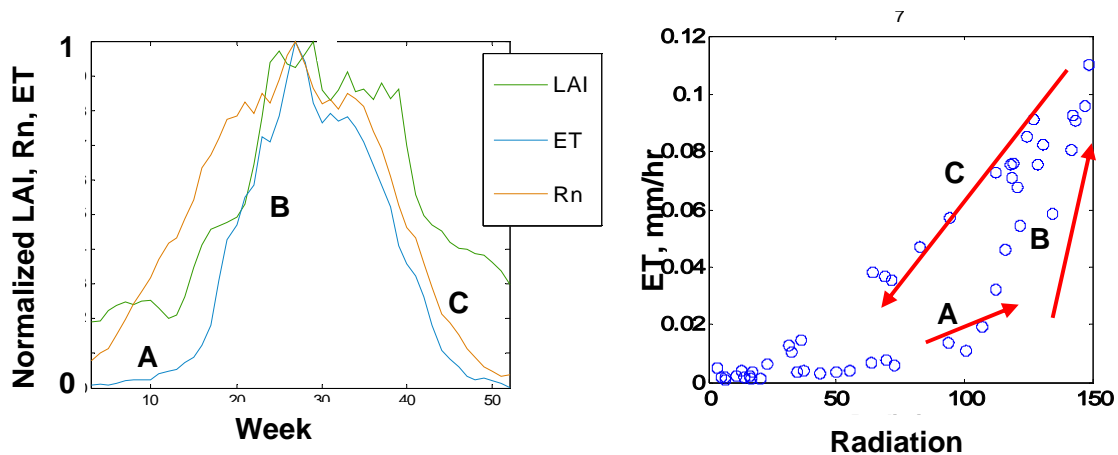 Normalized LAI, Rn, ET
1
0
10
20
30
40
50
Week
LAI
ET
Rn
A
B
C
7
ET, mm/hr
0.12
0.1
0.08
0.06
0.04
0.02
0
0
50
100
150
Radiation
A
B
C